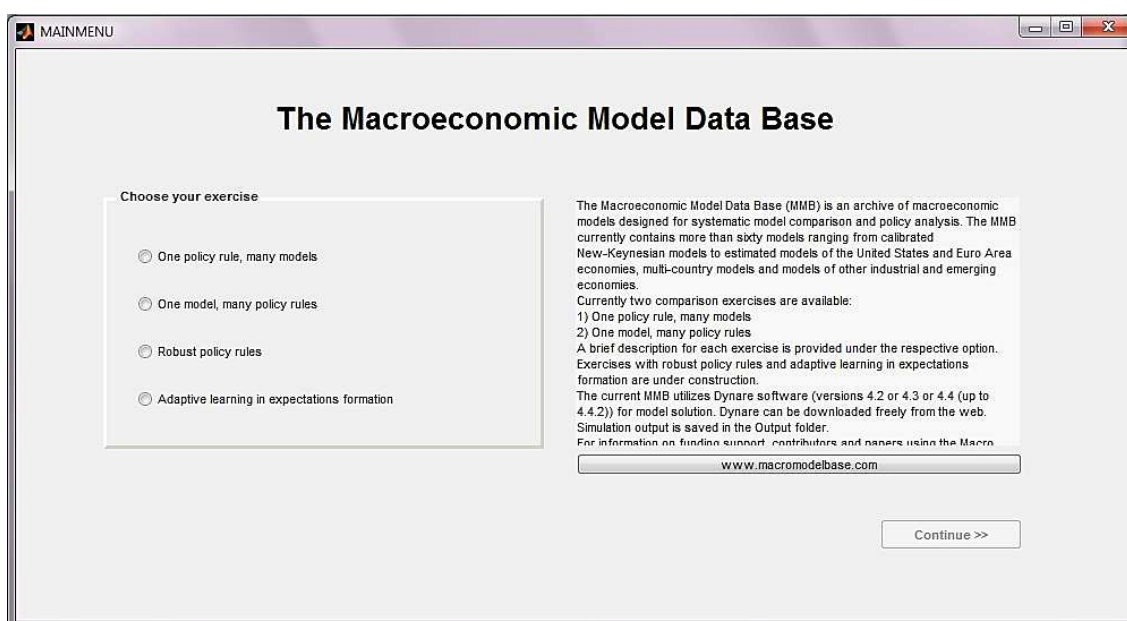 MAINMENU
The Macroeconomic Model Data Base
Choose your exercise
One policy rule, many models
One model, many policy rules
Robust policy rules
Adaptive learning in expectations formation
The Macroeconomic Model Data Base (MMB) is an archive of macroeconomic
models designed for systematic model comparison and policy analysis. The MMB
currently contains more than sixty models ranging from calibrated
New-Keynesian models to estimated models of the United States and Euro Area
economies, multi-country models and models of other industrial and emerging
economies.
Currently two comparison exercises are available:
1) One policy rule, many models
2) One model, many policy rules
A brief description for each exercise is provided under the respective option.
Exercises with robust policy rules and adaptive learning in expectations
formation are under construction.
The current MMB utilizes Dynare software (versions 4.2 or 4.3 or 4.4 (up to
4.4.2)) for model solution. Dynare can be downloaded freely from the web.
Simulation output is saved in the Output folder.
For information on funding support, contributors and papers using the Macro
www.macromodelbase.com
Continue >>